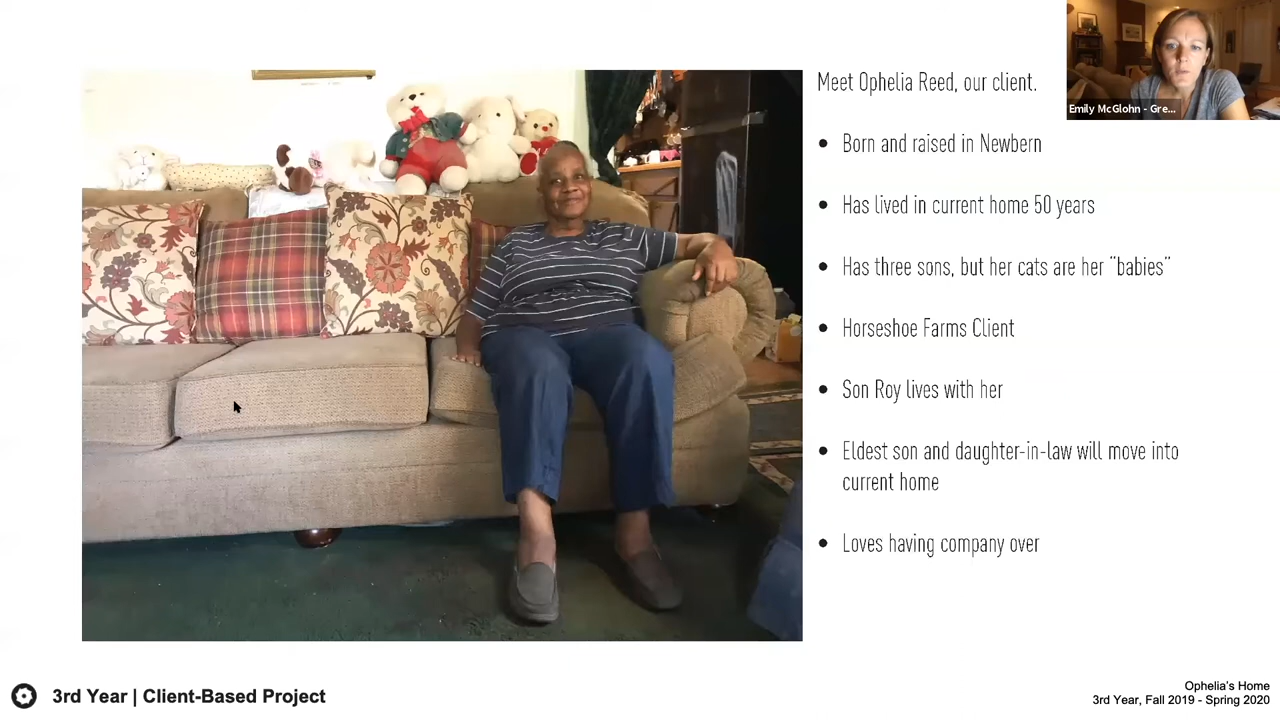 Meet Ophelia Reed, our client.
Emily McGlohn - Gre...
• Born and raised in Newbern
• Has lived in current home 50 years
• Has three sons, but her cats are her "babies"
• Horseshoe Farms Client
• Son Roy lives with her
• Eldest son and daughter-in-law will move into
current home
• Loves having company over
3rd Year | Client-Based Project
Ophelia's Home
3rd Year, Fall 2019 - Spring 2020